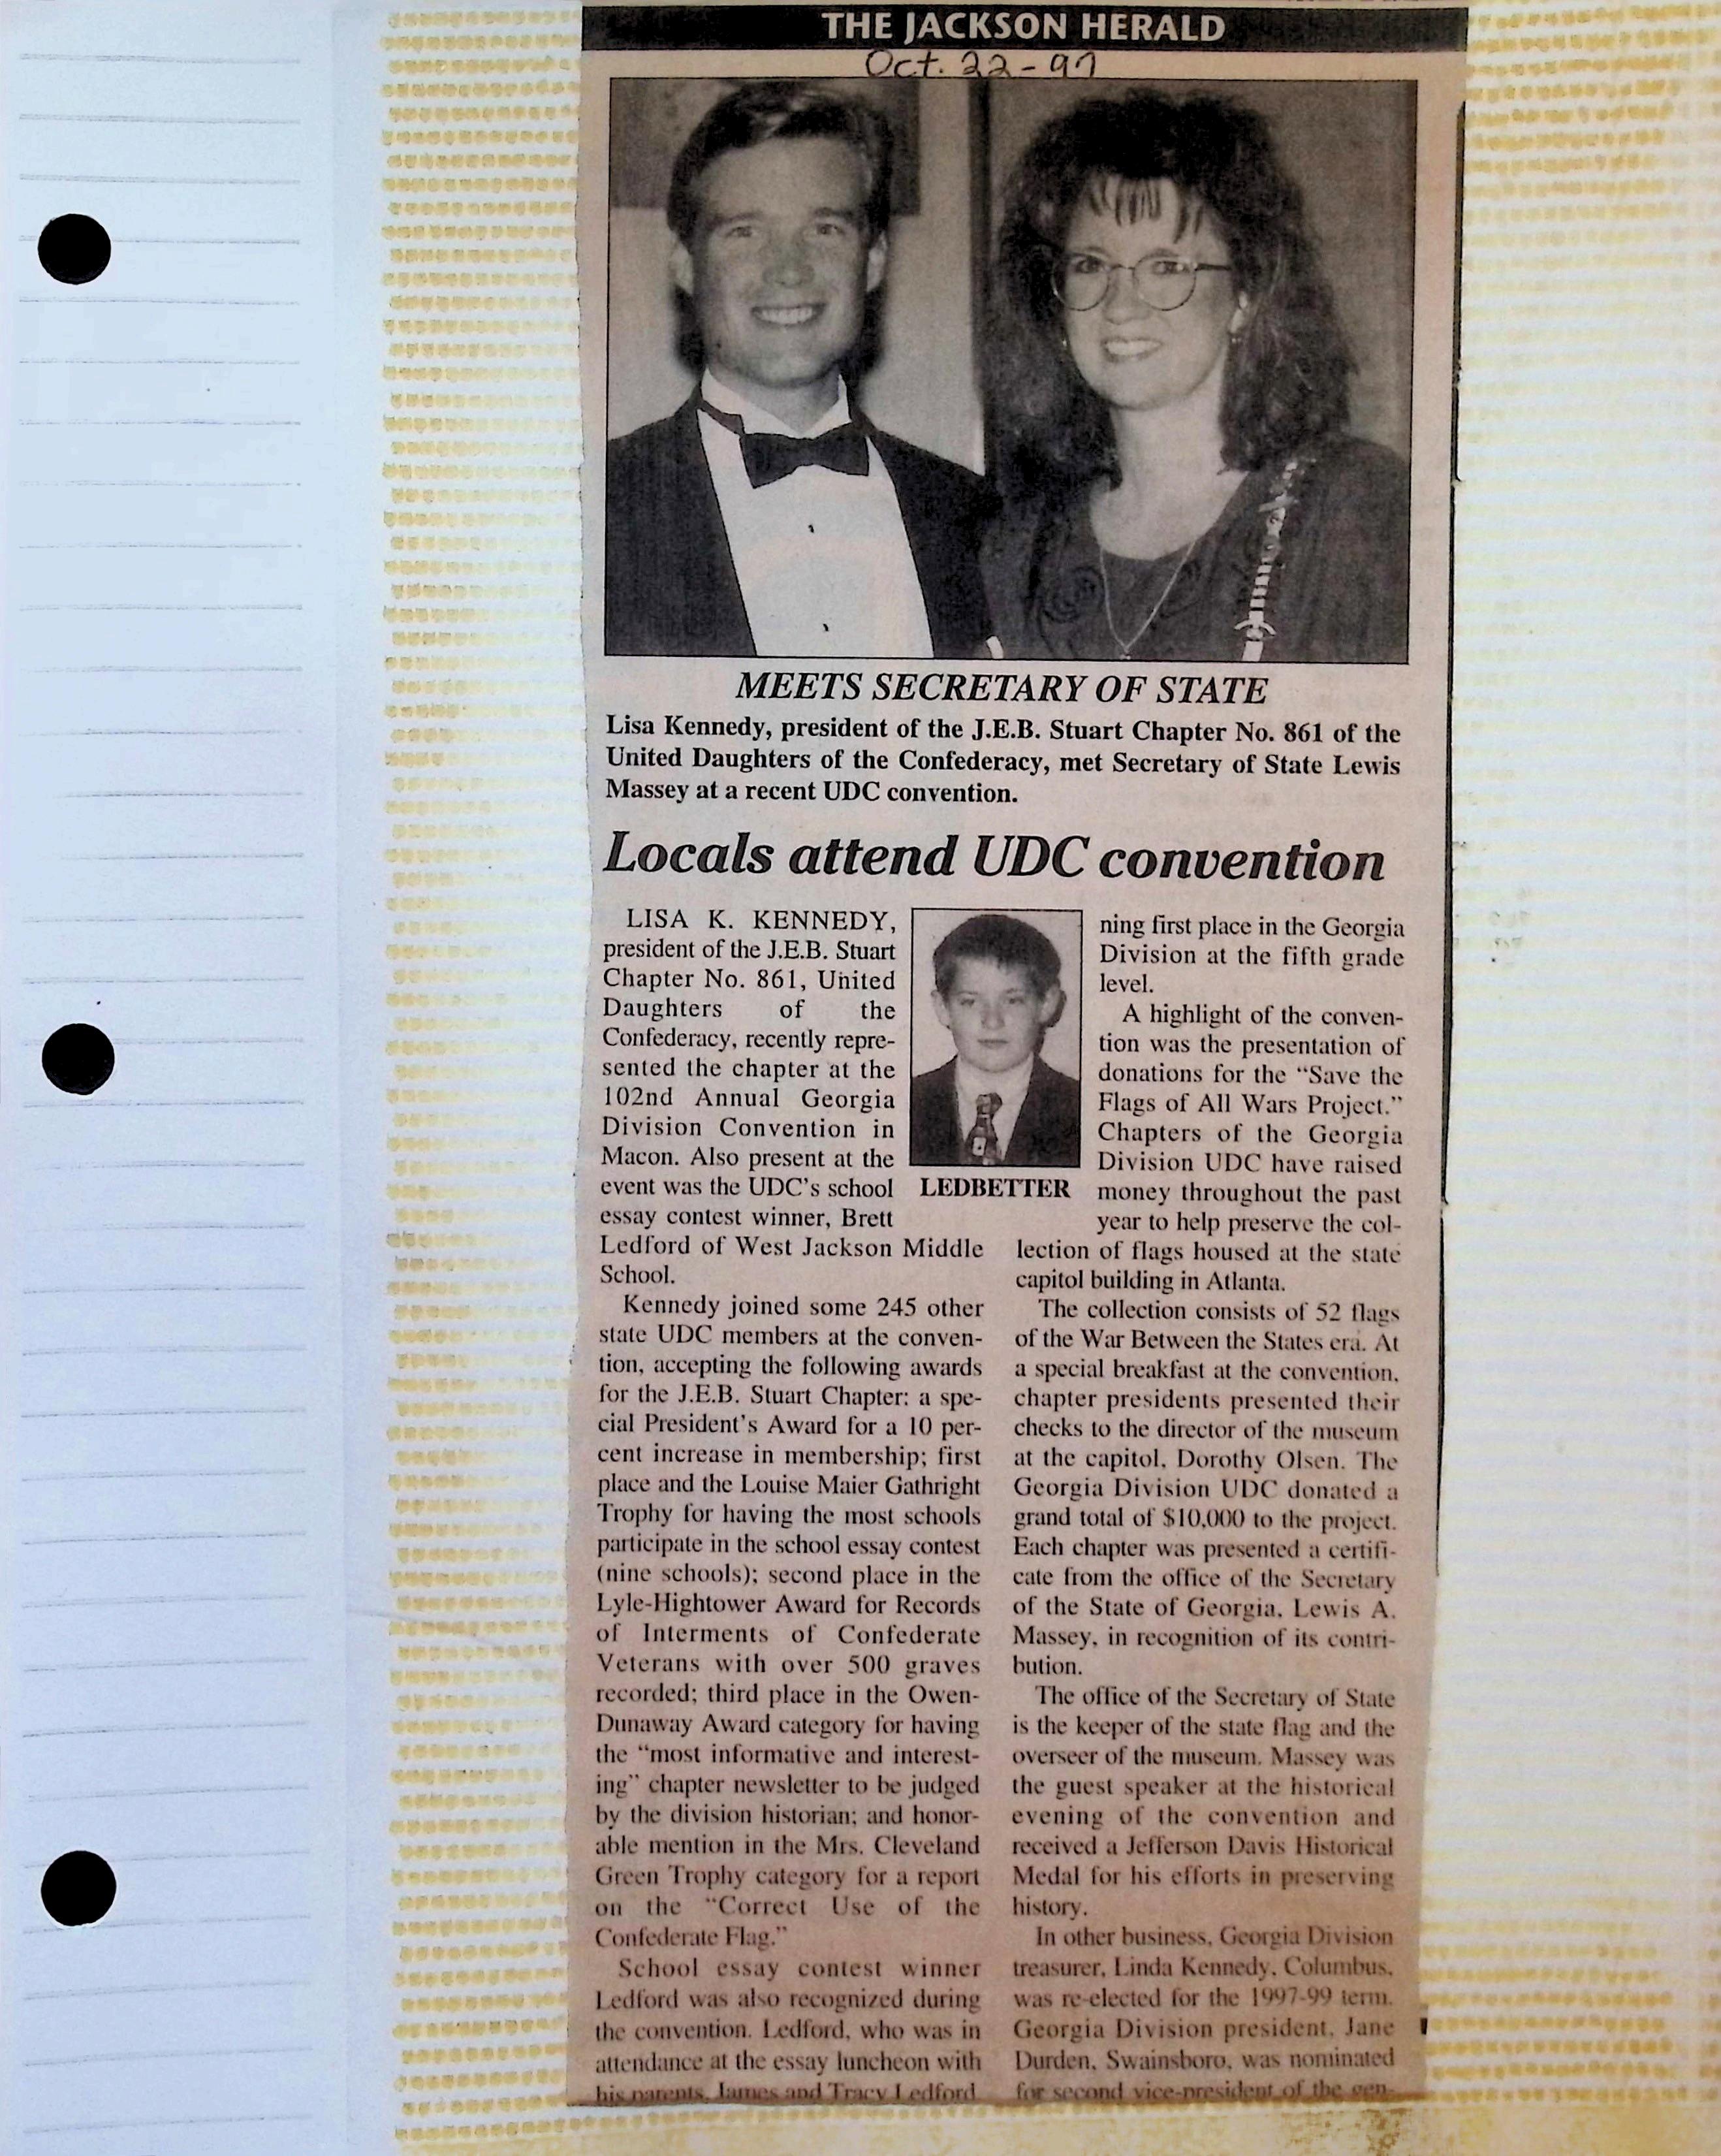 THE JACKSON HERALD
Oct. 22-97
MEETS SECRETARY OF STATE
Lisa Kennedy, president of the J.E.B. Stuart Chapter No. 861 of the
United Daughters of the Confederacy, met Secretary of State Lewis
Massey at a recent UDC convention.
Locals attend UDC convention
LISA K. KENNEDY,
president of the J.E.B. Stuart
Chapter No. 861, United
Daughters of the
Confederacy, recently repre-
sented the chapter at the
102nd Annual Georgia
Division Convention in
Macon. Also present at the
event was the UDC's school
essay contest winner, Brett
Ledford of West Jackson Middle
School.
Kennedy joined some 245 other
state UDC members at the conven-
tion, accepting the following awards
for the J.E.B. Stuart Chapter: a spe-
cial President's Award for a 10 per-
cent increase in membership; first
place and the Louise Maier Gathright
Trophy for having the most schools
participate in the school essay contest
(nine schools); second place in the
Lyle-Hightower Award for Records
of Interments of Confederate
Veterans with over 500 graves
recorded; third place in the Owen-
Dunaway Award category for having
the “most informative and interest-
ing” chapter newsletter to be judged
by the division historian; and honor-
able mention in the Mrs. Cleveland
Green Trophy category for a report
on the “Correct Use of the
Confederate Flag.”
School essay contest winner
Ledford was also recognized during
the convention. Ledford, who was in
attendance at the essay luncheon with
his parents, James and Tracy Ledford
LEDBETTER
ning first place in the Georgia
Division at the fifth grade
level.
A highlight of the conven-
tion was the presentation of
donations for the “Save the
Flags of All Wars Project.”
Chapters of the Georgia
Division UDC have raised
money throughout the past
year to help preserve the col-
lection of flags housed at the state
capitol building in Atlanta.
The collection consists of 52 flags
of the War Between the States era. At
a special breakfast at the convention,
chapter presidents presented their
checks to the director of the museum
at the capitol, Dorothy Olsen. The
Georgia Division UDC donated a
grand total of $10,000 to the project.
Each chapter was presented a certifi-
cate from the office of the Secretary
of the State of Georgia, Lewis A.
Massey, in recognition of its contri-
bution.
The office of the Secretary of State
is the keeper of the state flag and the
overseer of the museum. Massey was
the guest speaker at the historical
evening of the convention and
received a Jefferson Davis Historical
Medal for his efforts in preserving
history.
In other business, Georgia Division
treasurer, Linda Kennedy, Columbus,
was re-elected for the 1997-99 term.
Georgia Division president, Jane
Durden, Swainsboro, was nominated
for second vice-president of the gen-